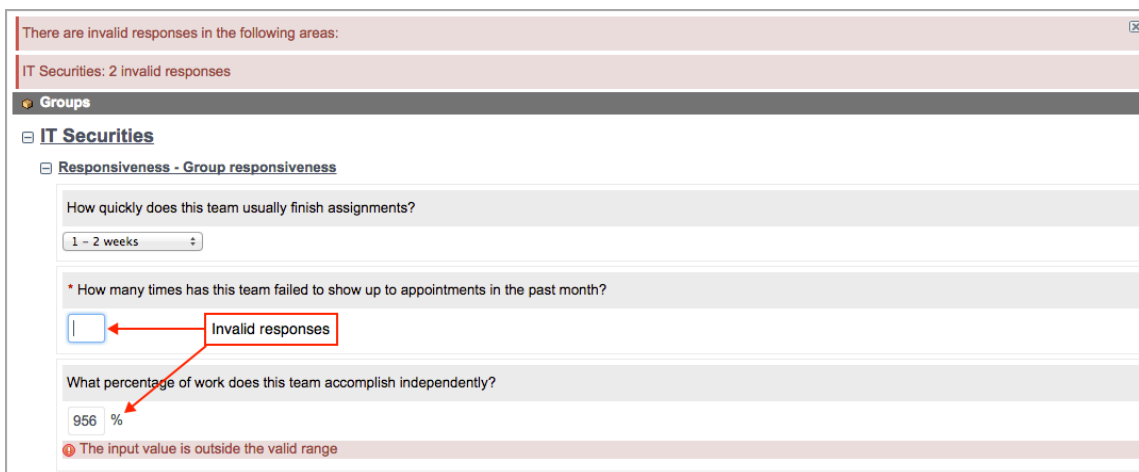 There are invalid responses in the following areas:
IT Securities: 2 invalid responses
Groups
IT Securities
Responsiveness - Group responsiveness
How quickly does this team usually finish assignments?
1 – 2 weeks
* How many times has this team failed to show up to appointments in the past month?
Invalid responses
What percentage of work does this team accomplish independently?
956 %
The input value is outside the valid range